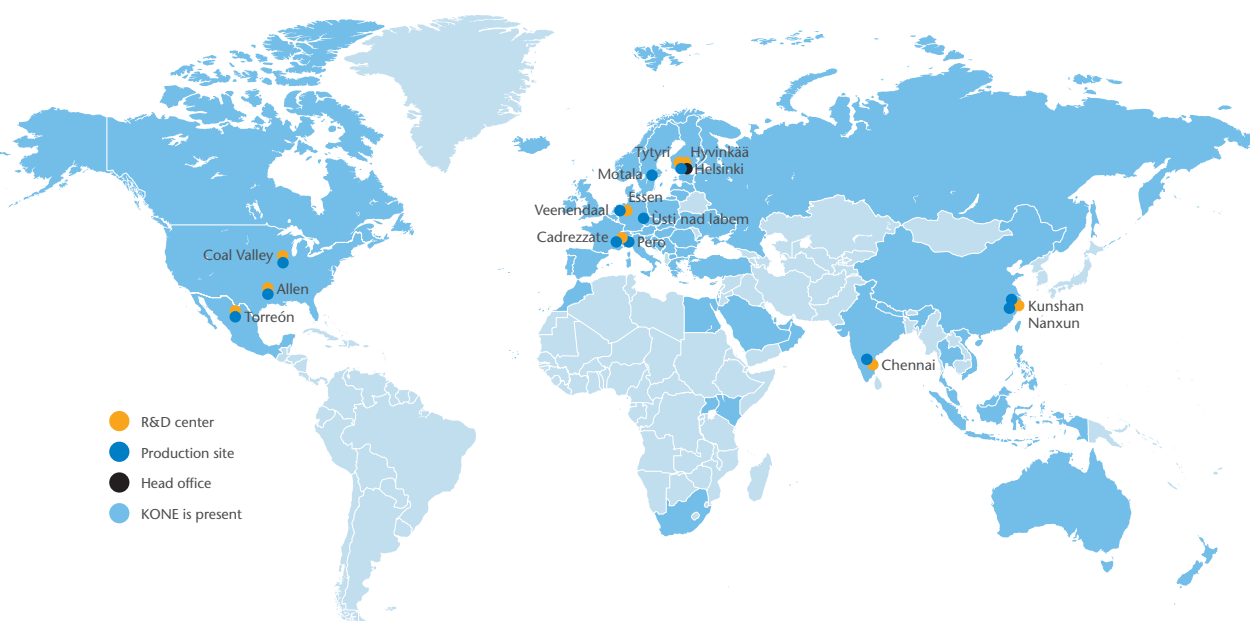 Tytyri
Hyvinkää
Motala
Helsinki
Essen
Veenendaal
Ústi nad labem
Cadrezzate
Pero
Coal Valley
Allen
Torreón
Kunshan
Nanxun
Chennai
R&D center
Production site
Head office
KONE is present